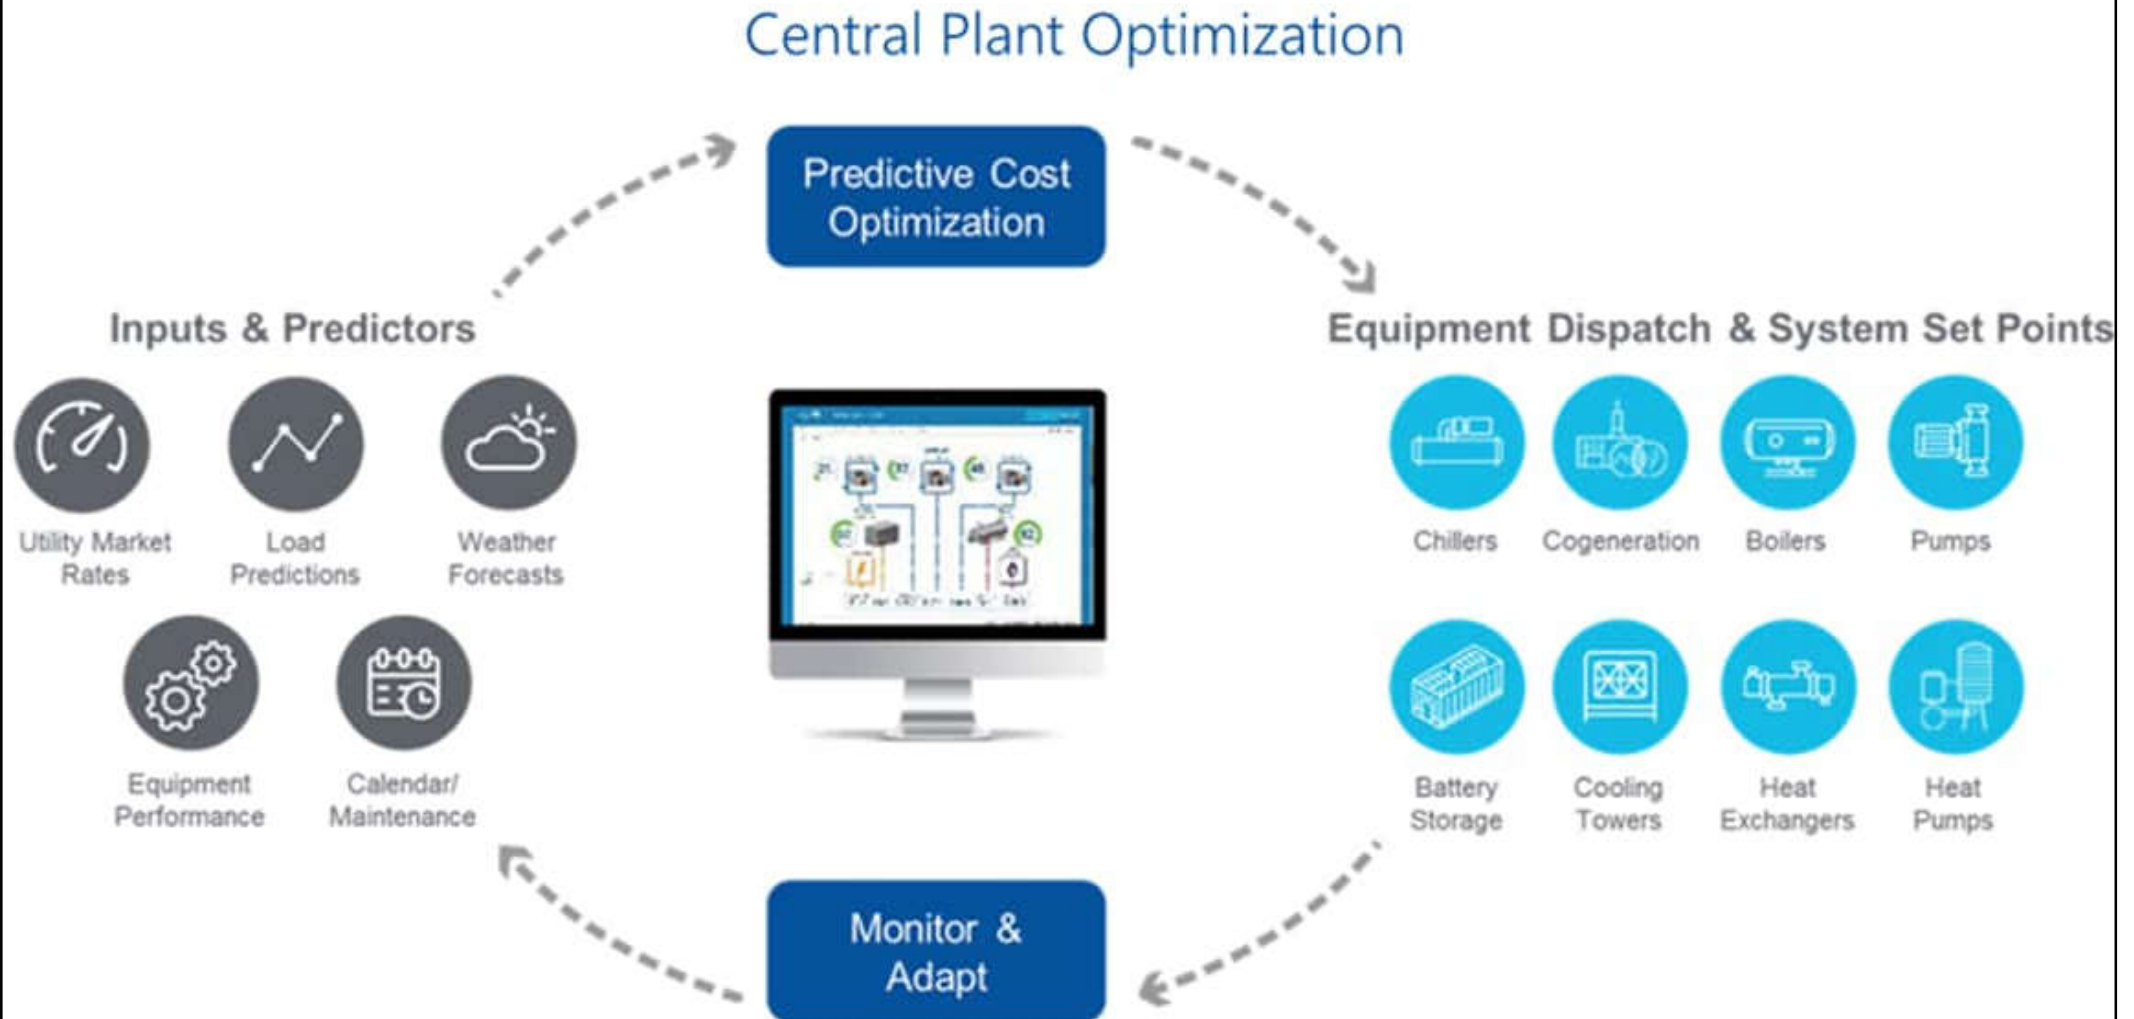 Central Plant Optimization
Predictive Cost
Optimization
Inputs & Predictors
Utility Market
Rates
Load
Predictions
Weather
Forecasts
Equipment
Performance
Calendar/
Maintenance
Equipment Dispatch & System Set Points
Chillers
Cogeneration
Boilers
Pumps
Battery
Storage
Cooling
Towers
Heat
Exchangers
Heat
Pumps
Monitor &
Adapt